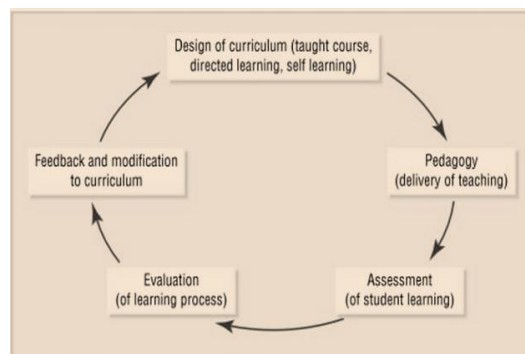 Design of curriculum (taught course,
directed learning, self learning)
Pedagogy
(delivery of teaching)
Assessment
(of student learning)
Evaluation
(of learning process)
Feedback and modification
to curriculum